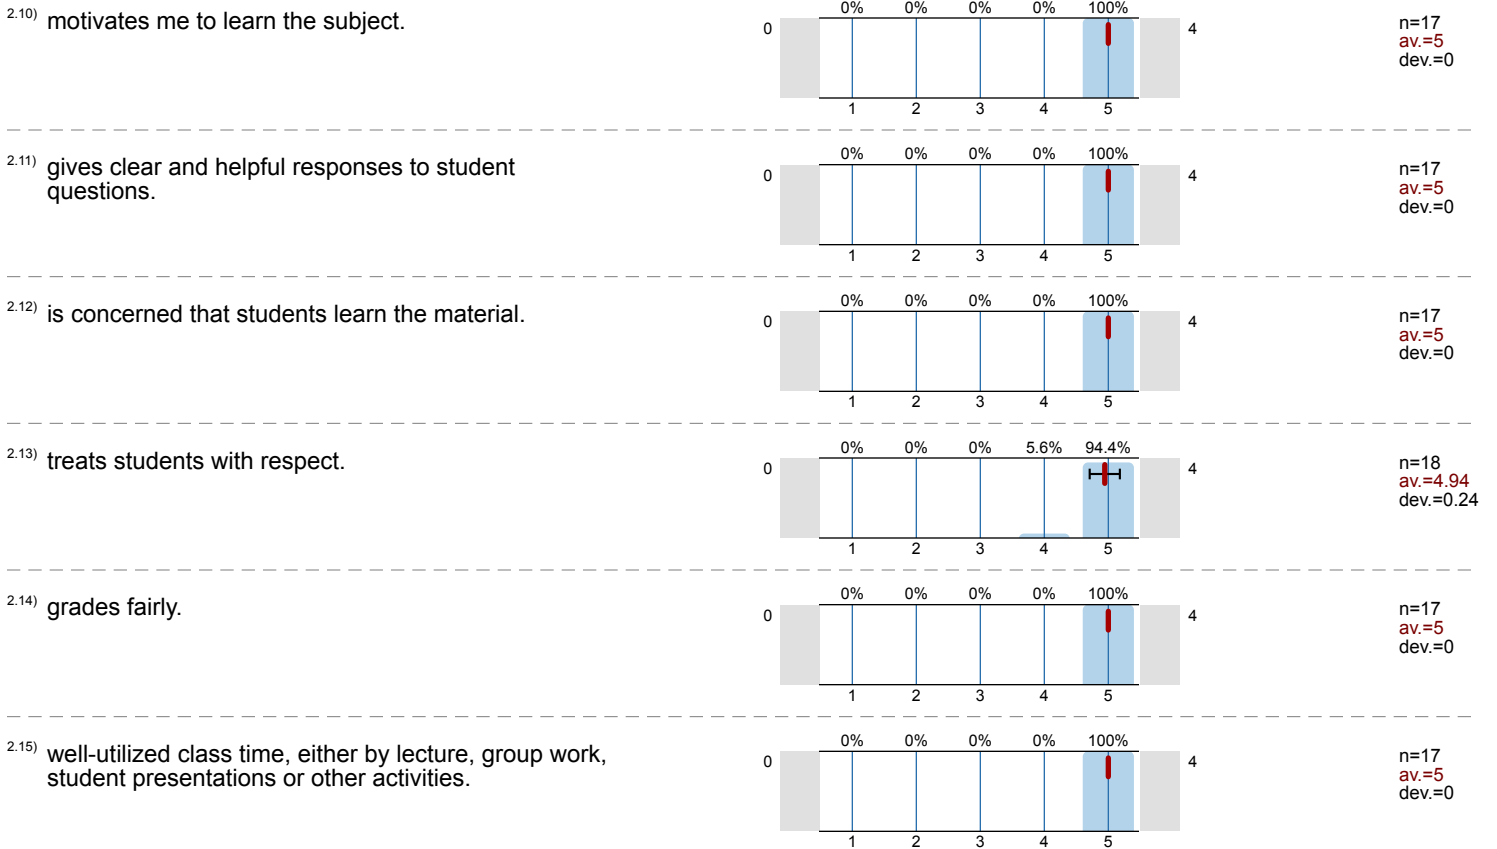 2.10) motivates me to learn the subject.
0% 0% 0% 0% 100%
0 4
1 2 3 4 5
n=17
av.=5
dev.=0
2.11) gives clear and helpful responses to student
questions.
0% 0% 0% 0% 100%
0 4
1 2 3 4 5
n=17
av.=5
dev.=0
2.12) is concerned that students learn the material.
0% 0% 0% 0% 100%
0 4
1 2 3 4 5
n=17
av.=5
dev.=0
2.13) treats students with respect.
0% 0% 0% 5.6% 94.4%
0 4
1 2 3 4 5
n=18
av.=4.94
dev.=0.24
2.14) grades fairly.
0% 0% 0% 0% 100%
0 4
1 2 3 4 5
n=17
av.=5
dev.=0
2.15) well-utilized class time, either by lecture, group work,
student presentations or other activities.
0% 0% 0% 0% 100%
0 4
1 2 3 4 5
n=17
av.=5
dev.=0